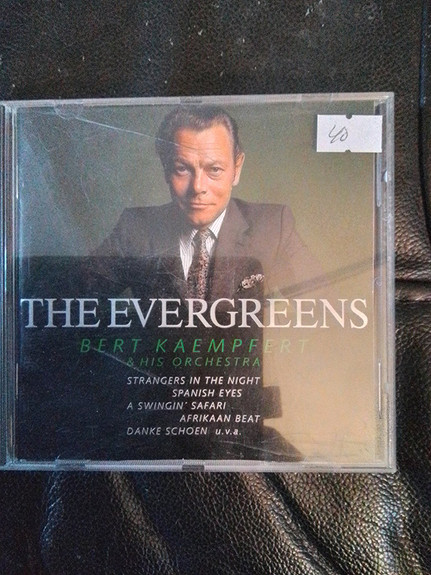 40
THE EVERGREENS
BERT KAEMPFERT
& HIS ORCHESTRA
STRANGERS IN THE NIGHT
SPANISH EYES
A SWINGIN' SAFARI
AFRIKAAN BEAT
DANKE SCHOEN u.v.a.